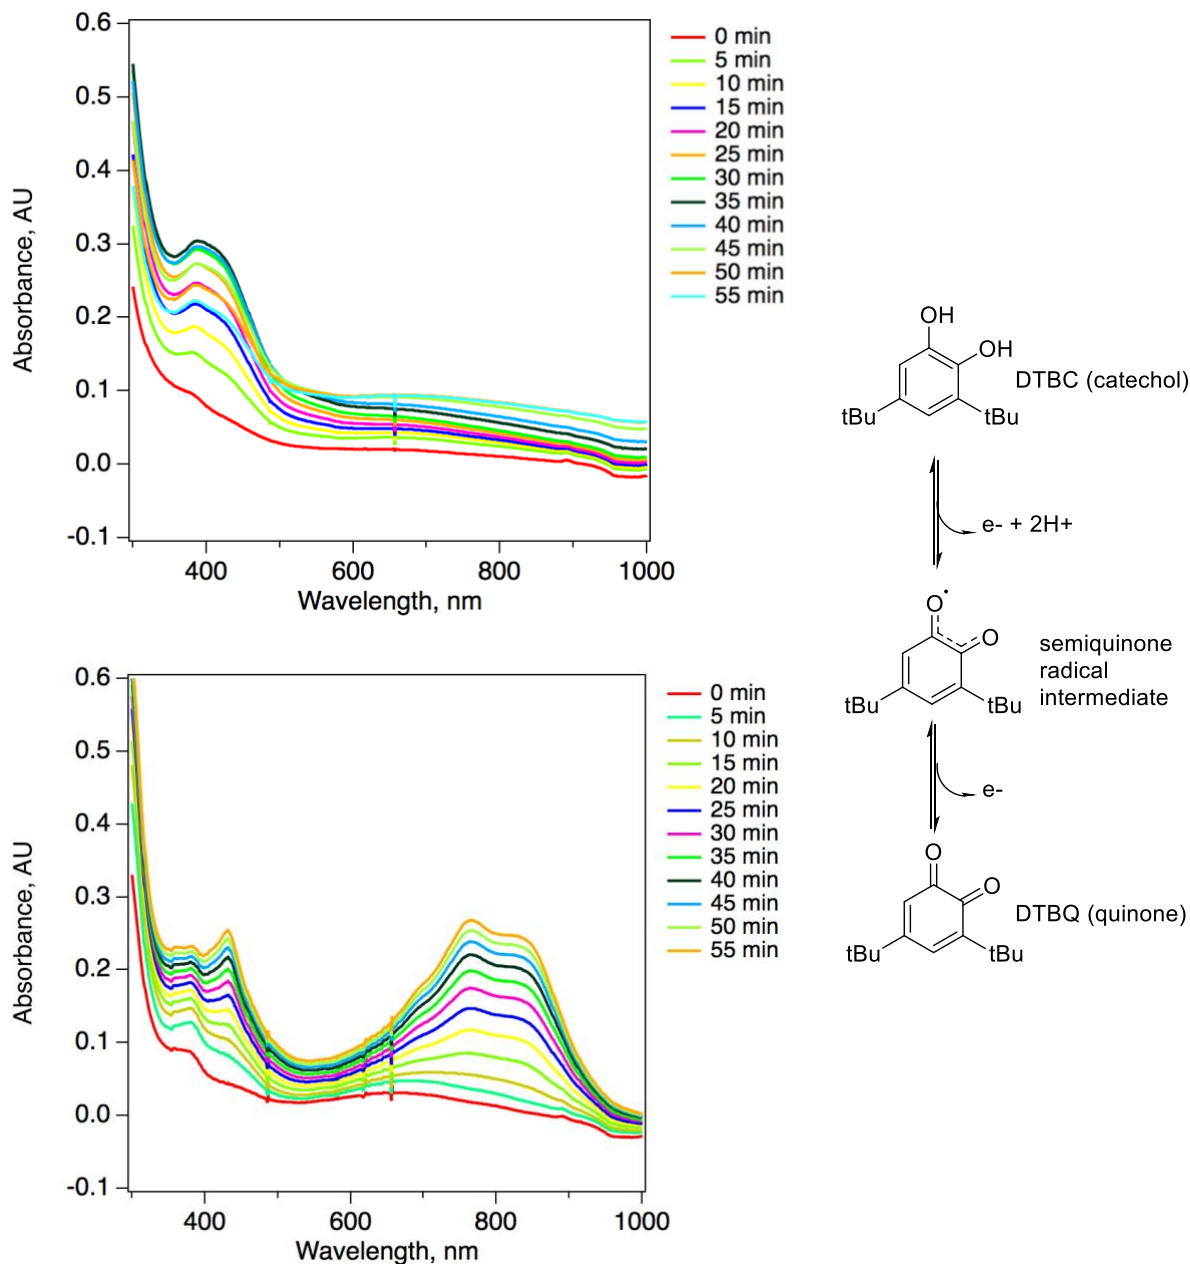 0.6
0.5
0.4
0.3
0.2
0.1
0.0
-0.1
Absorbance, AU
400
600
800
1000
Wavelength, nm
0 min
5 min
10 min
15 min
20 min
25 min
30 min
35 min
40 min
45 min
50 min
55 min
0.6
0.5
0.4
0.3
0.2
0.1
0.0
-0.1
Absorbance, AU
400
600
800
1000
Wavelength, nm
0 min
5 min
10 min
15 min
20 min
25 min
30 min
35 min
40 min
45 min
50 min
55 min
OH
OH
DTBC (catechol)
tBu
tBu
e- + 2H+
O•
O
semiquinone
radical
intermediate
tBu
tBu
e-
O
O
DTBQ (quinone)
tBu
tBu